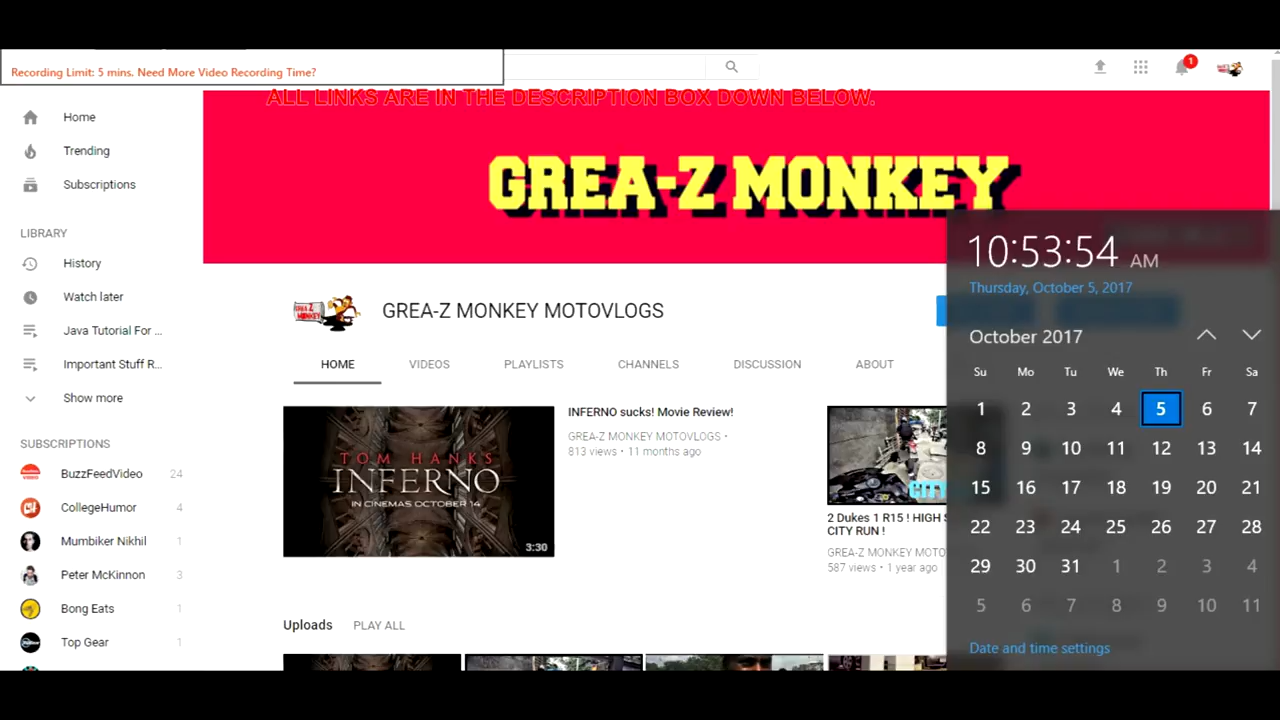 Recording Limit: 5 mins. Need More Video Recording Time?
1
ALL LINKS ARE IN THE DESCRIPTION BOX DOWN BELOW.
GREA-Z MONKEY
Home
Trending
Subscriptions
LIBRARY
History
Watch later
Java Tutorial For ...
Important Stuff R...
Show more
SUBSCRIPTIONS
BuzzFeedVideo 24
CollegeHumor 4
Mumbiker Nikhil 1
Peter McKinnon 3
Bong Eats 1
Top Gear 1
GREA-Z MONKEY
GREA-Z MONKEY MOTOVLOGS
HOME VIDEOS PLAYLISTS CHANNELS DISCUSSION ABOUT
TOM HANKS
INFERNO
IN CINEMAS OCTOBER 14
3:30
INFERNO sucks! Movie Review!
GREA-Z MONKEY MOTOVLOGS •
813 views • 11 months ago
2 Dukes 1 R15 ! HIGH
CITY RUN !
GREA-Z MONKEY
587 views • 1 year ago
Uploads PLAY ALL
10:53:54 AM
Thursday, October 5, 2017
October 2017
Su Mo Tu We Th Fr Sa
1 2 3 4 5 6 7
8 9 10 11 12 13 14
15 16 17 18 19 20 21
22 23 24 25 26 27 28
29 30 31 1 2 3 4
5 6 7 8 9 10 11
Date and time settings